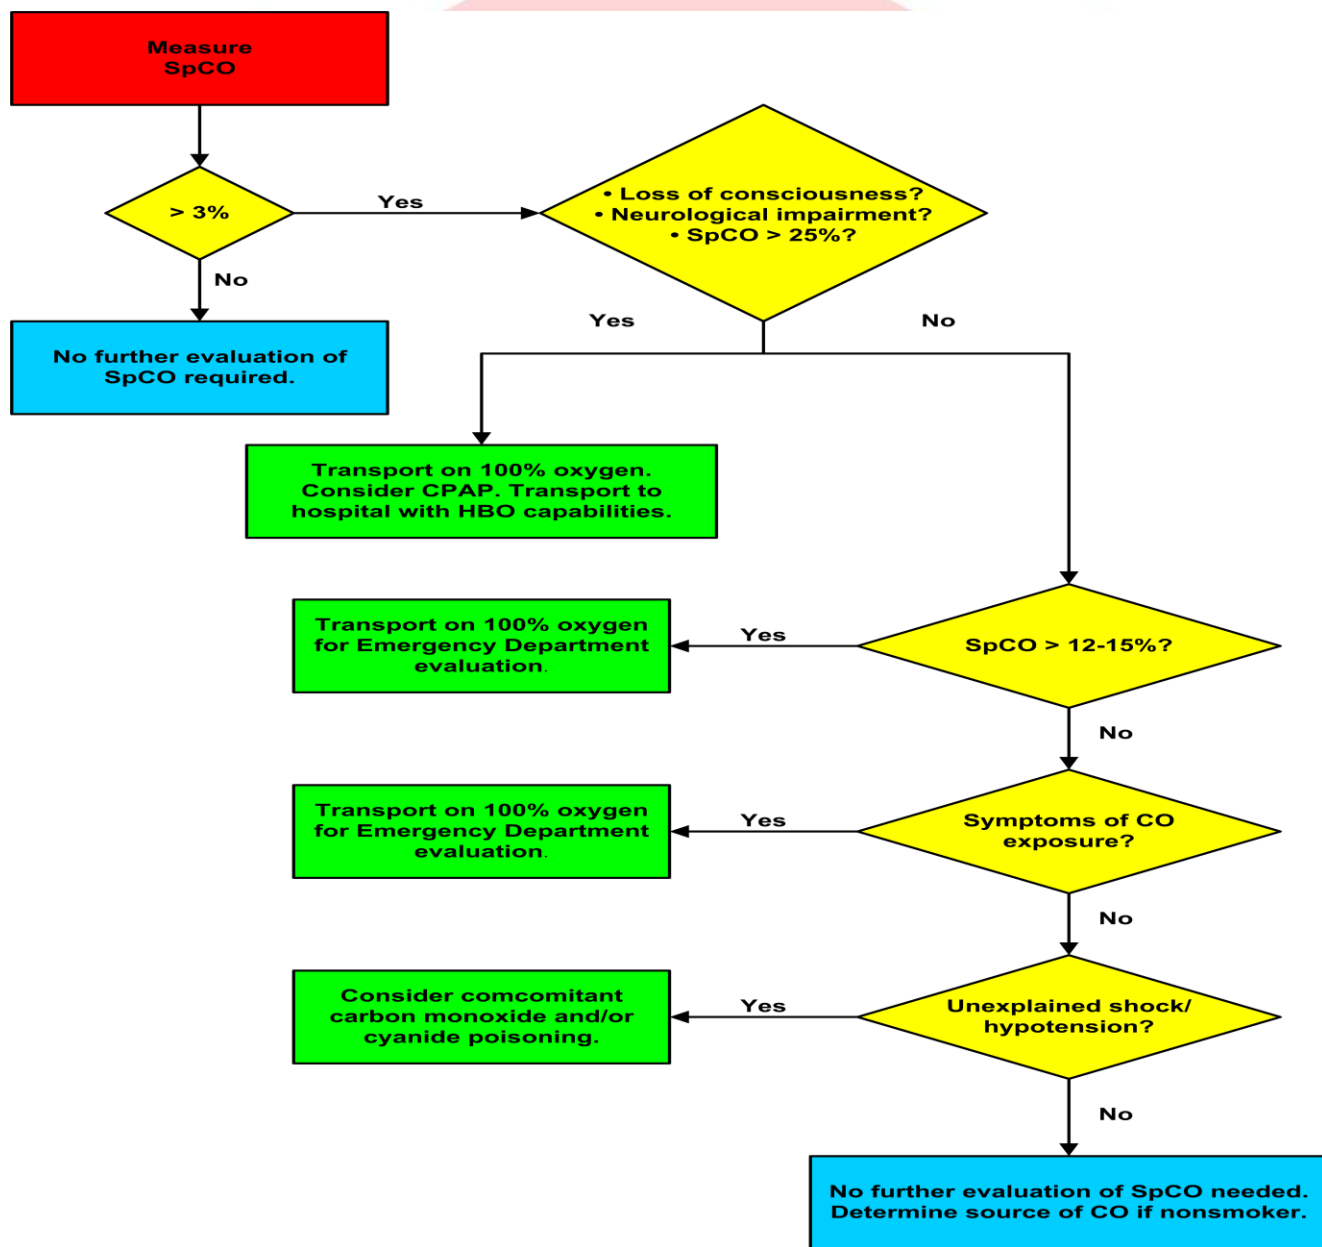 Measure
SpCO
> 3%
Yes
• Loss of consciousness?
• Neurological impairment?
• SpCO > 25%?
No
No further evaluation of
SpCO required.
Yes
No
Transport on 100% oxygen.
Consider CPAP. Transport to
hospital with HBO capabilities.
SpCO > 12-15%?
Yes
Transport on 100% oxygen
for Emergency Department
evaluation.
No
Symptoms of CO
exposure?
Yes
Transport on 100% oxygen
for Emergency Department
evaluation.
No
Unexplained shock/
hypotension?
Yes
Consider comcomitant
carbon monoxide and/or
cyanide poisoning.
No
No further evaluation of SpCO needed.
Determine source of CO if nonsmoker.